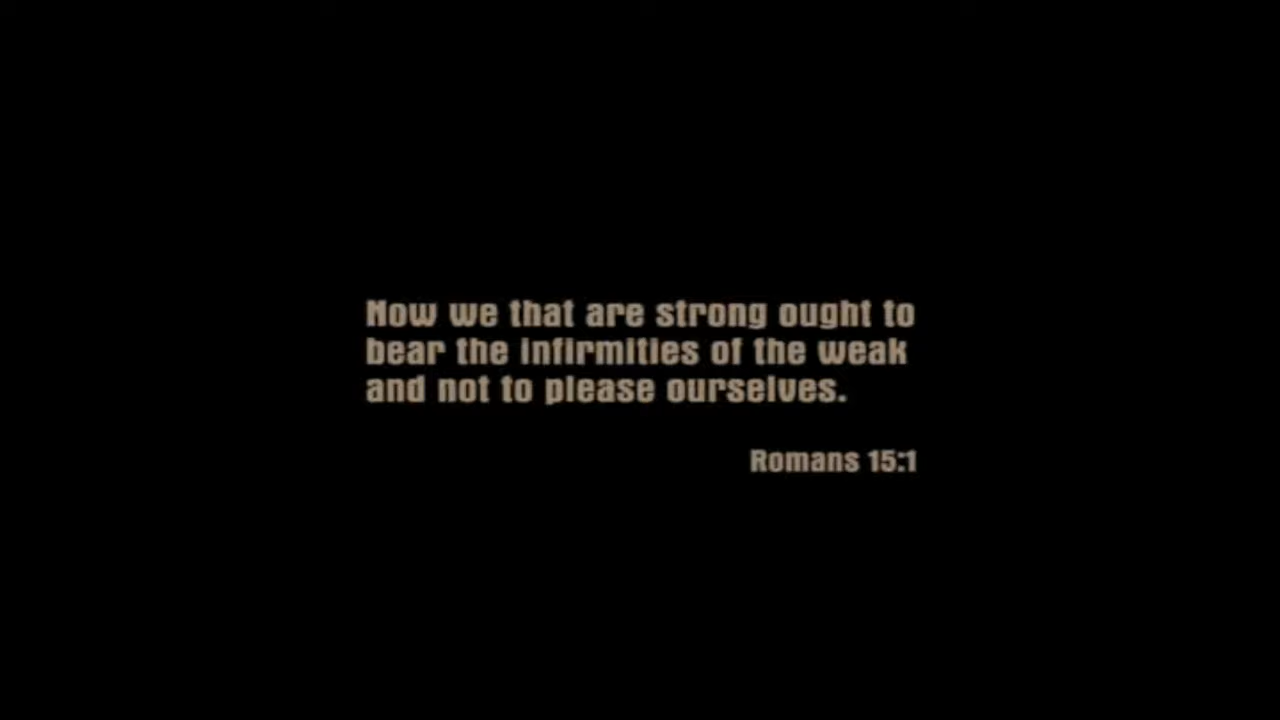 Now we that are strong ought to
bear the infirmities of the weak
and not to please ourselves.
Romans 15:1